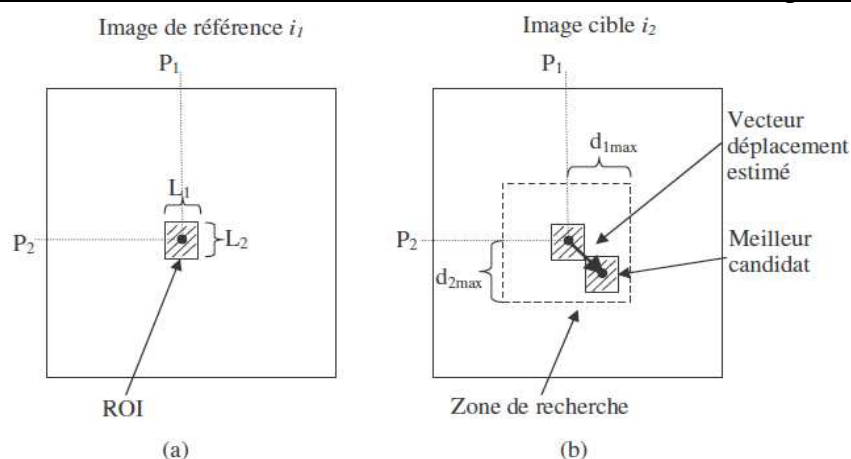 Image de référence i1
Image cible i2
P1
P1
Vecteur
déplacement
estimé
d1max
L1
L2
P2
P2
Meilleur
candidat
d2max
ROI
Zone de recherche
(a)
(b)